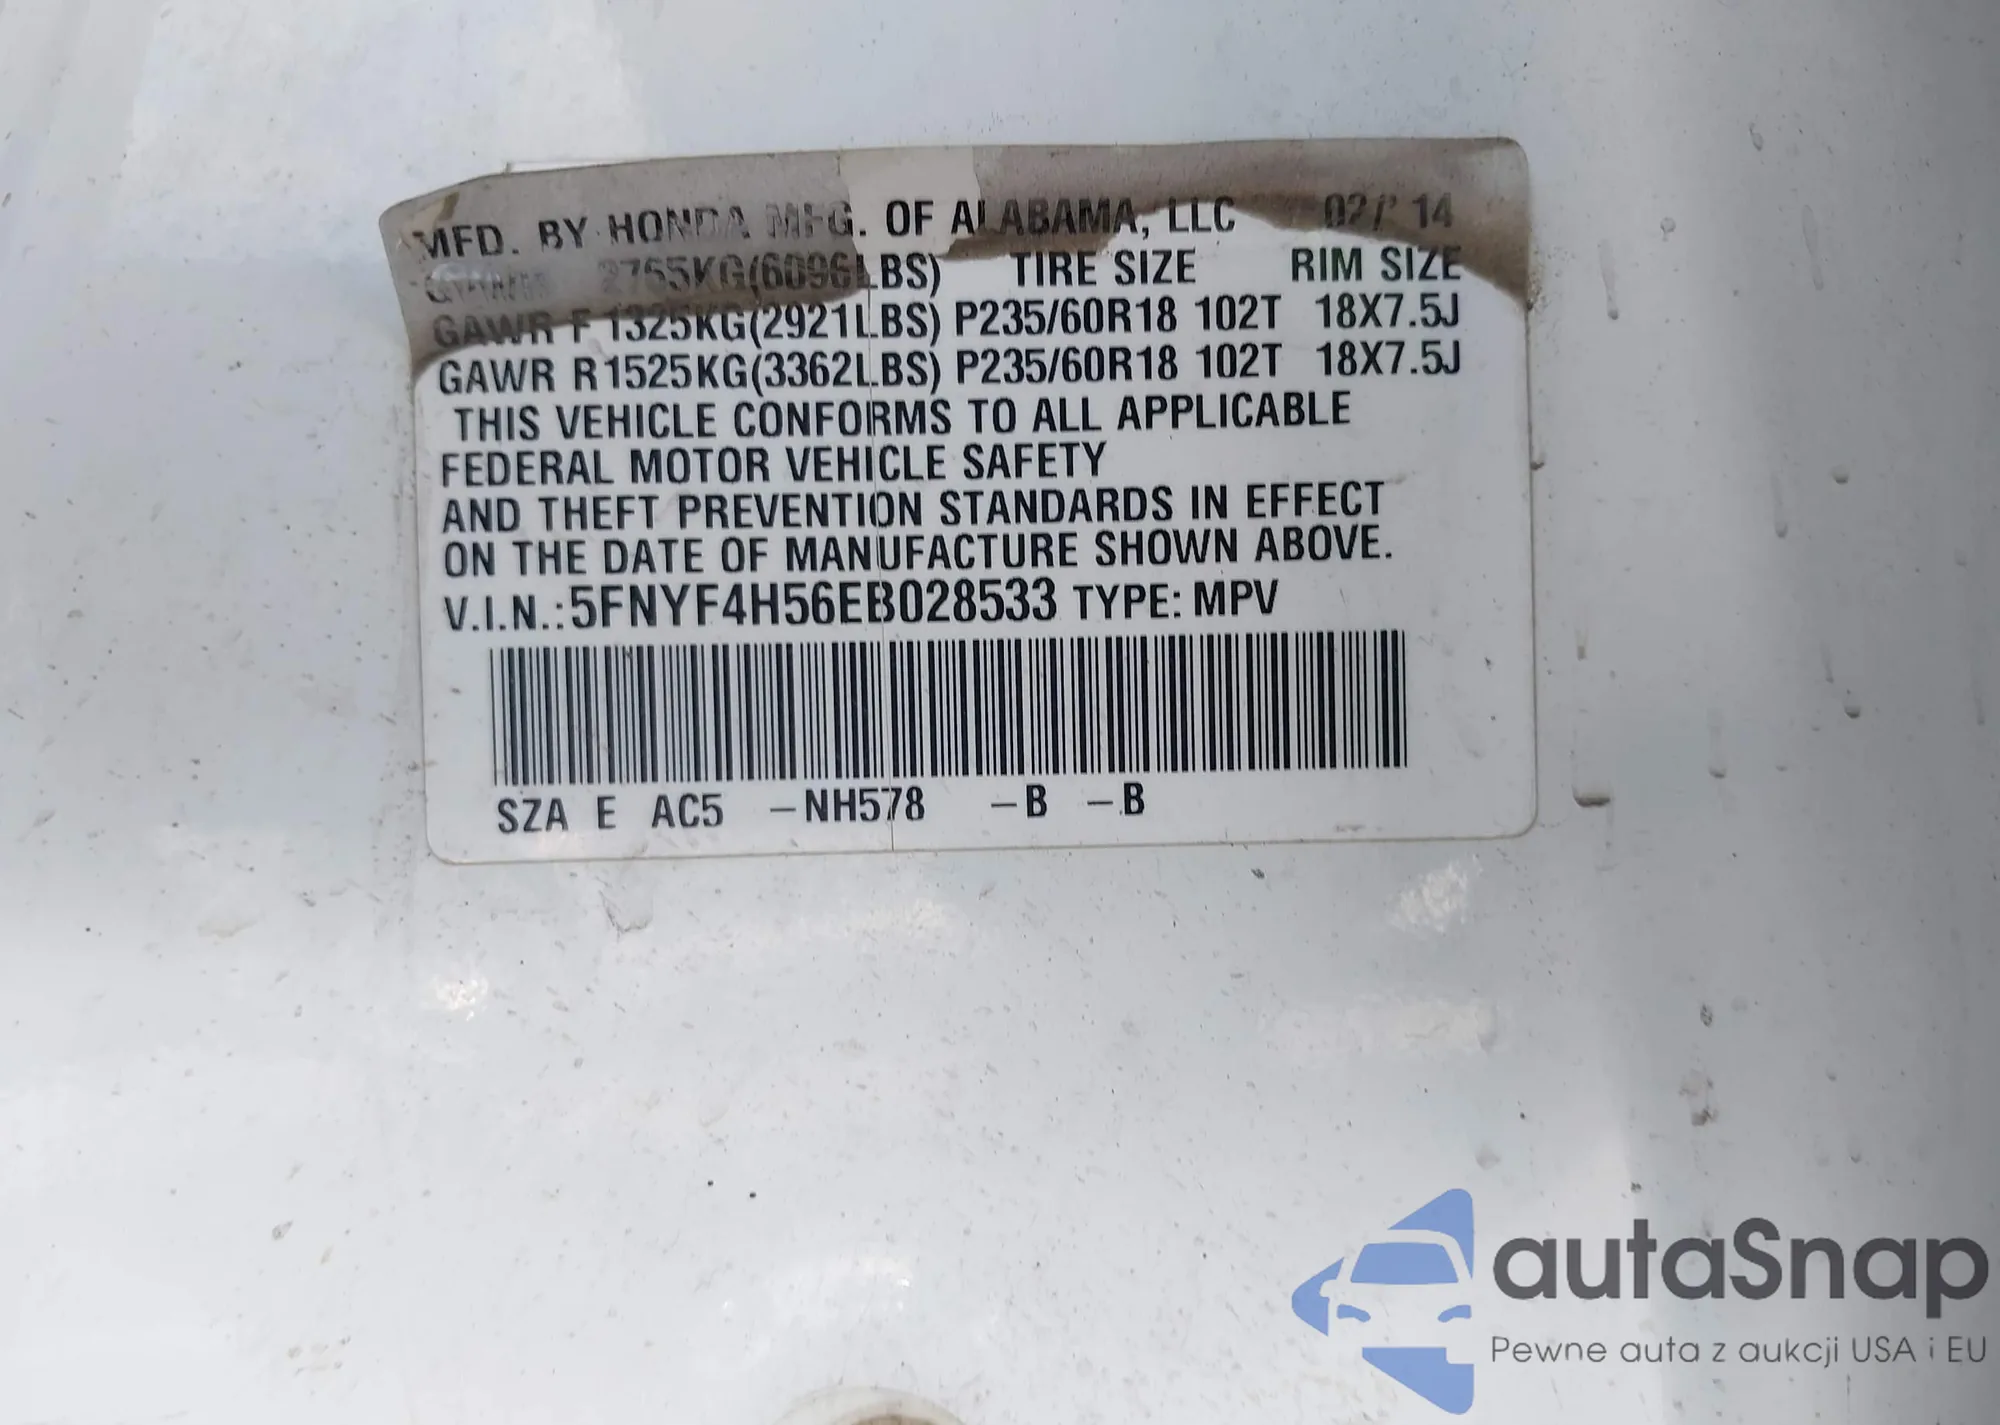 MFD. BY HONDA MFG. OF ALABAMA, LLC 02/ 14
2765KG(6096LBS) TIRE SIZE RIM SIZE
GAWR F 1325KG(2921LBS) P235/60R18 102T 18X7.5J
GAWR R 1525KG(3362LBS) P235/60R18 102T 18X7.5J
THIS VEHICLE CONFORMS TO ALL APPLICABLE
FEDERAL MOTOR VEHICLE SAFETY
AND THEFT PREVENTION STANDARDS IN EFFECT
ON THE DATE OF MANUFACTURE SHOWN ABOVE.
V.I.N.:5FNYF4H56EB028533 TYPE: MPV
SZA E AC5 -NH578 -B -B
autaSnap
Pewne auta z aukcji USA i EU